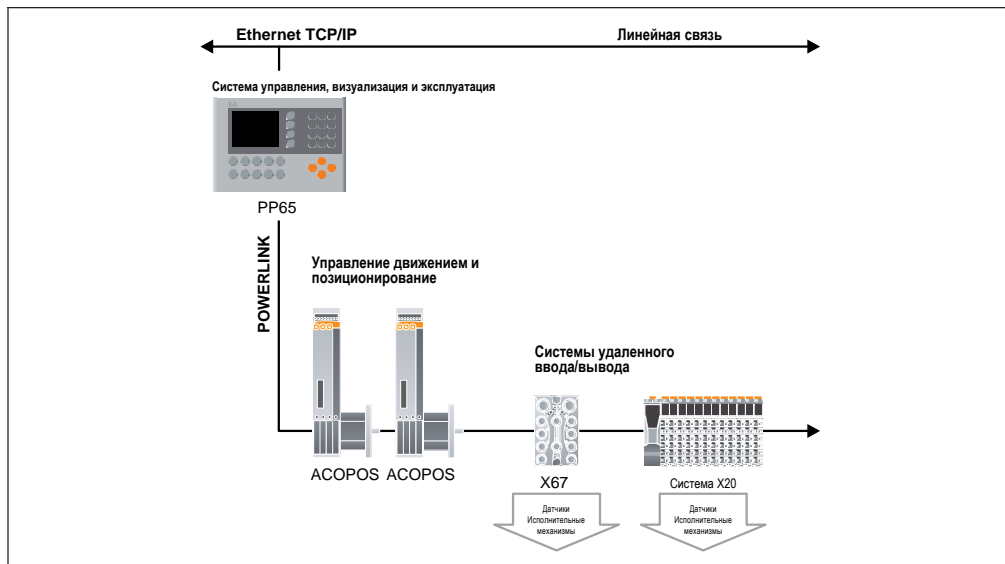 Ethernet TCP/IP
Линейная связь
Система управления, визуализация и эксплуатация
PP65
POWERLINK
Управление движением и
позиционирование
ACOPOS
ACOPOS
Системы удаленного
ввода/вывода
X67
Система X20
Датчики
Исполнительные
механизмы
Датчики
Исполнительные
механизмы